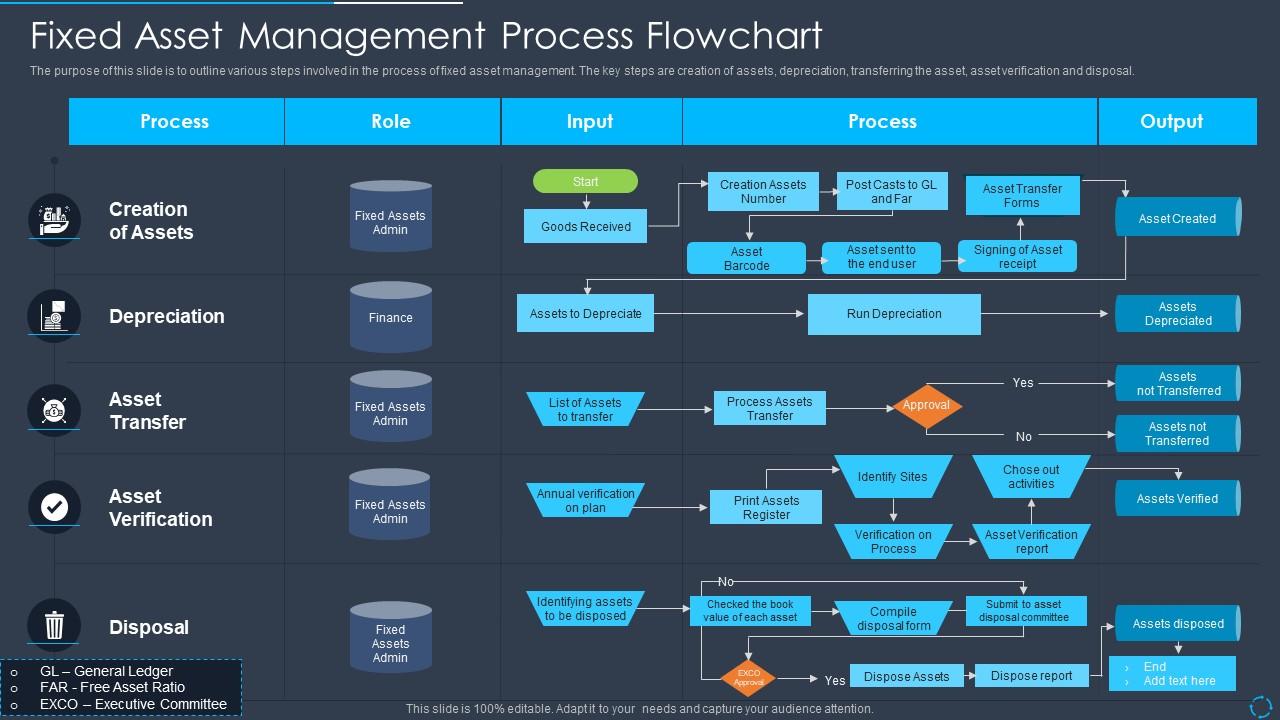 Fixed Asset Management Process Flowchart
The purpose of this slide is to outline various steps involved in the process of fixed asset management. The key steps are creation of assets, depreciation, transferring the asset, asset verification and disposal.
Process
Role
Input
Process
Output
Creation
of Assets
Fixed Assets
Admin
Start
Goods Received
Creation Assets
Number
Post Casts to GL
and Far
Asset Transfer
Forms
Asset
Barcode
Asset sent to
the end user
Signing of Asset
receipt
Asset Created
Depreciation
Finance
Assets to Depreciate
Run Depreciation
Assets
Depreciated
Asset
Transfer
Fixed Assets
Admin
List of Assets
to transfer
Process Assets
Transfer
Approval
Yes
No
Assets
not Transferred
Assets not
Transferred
Asset
Verification
Fixed Assets
Admin
Annual verification
on plan
Print Assets
Register
Identify Sites
Verification on
Process
Chose out
activities
Asset Verification
report
Assets Verified
Disposal
Fixed
Assets
Admin
Identifying assets
to be disposed
No
Checked the book
value of each asset
Compile
disposal form
Submit to asset
disposal committee
EXCO
Approval
Yes
Dispose Assets
Dispose report
Assets disposed
› End
› Add text here
o GL – General Ledger
o FAR - Free Asset Ratio
o EXCO – Executive Committee
This slide is 100% editable. Adapt it to your needs and capture your audience attention.